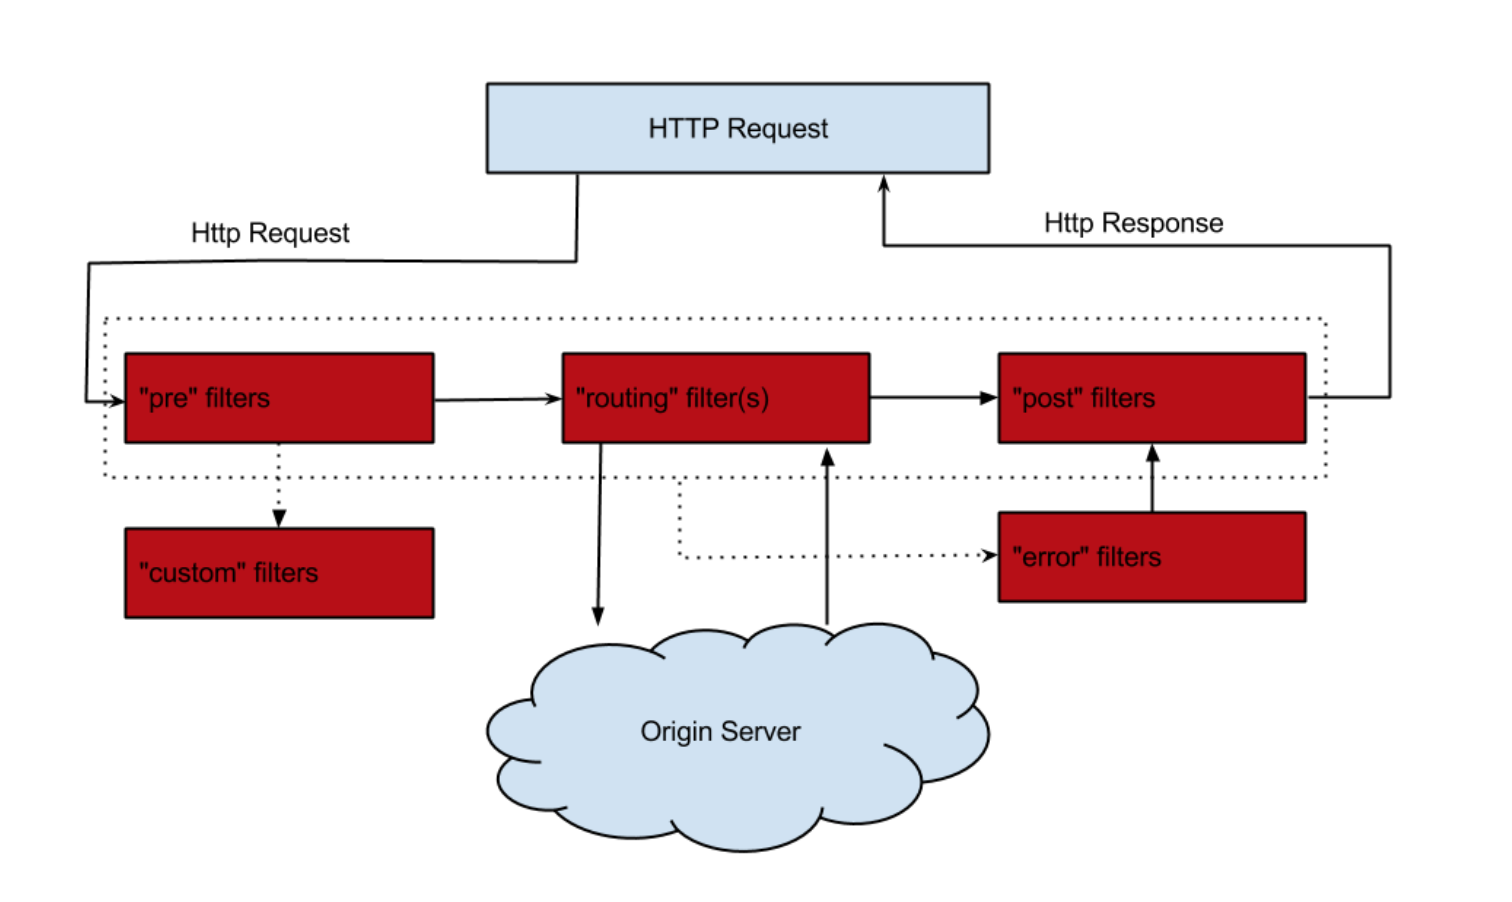 HTTP Request
Http Request
Http Response
"pre" filters
"routing" filter(s)
"post" filters
"custom" filters
"error" filters
Origin Server